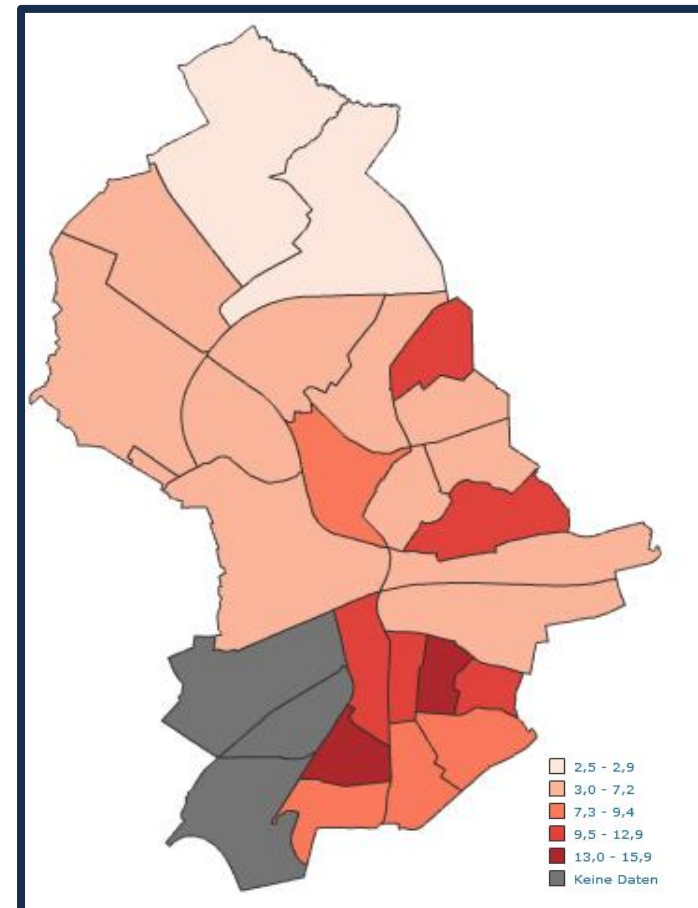 2,5 - 2,9
3,0 - 7,2
7,3 - 9,4
9,5 - 12,9
13,0 - 15,9
Keine Daten